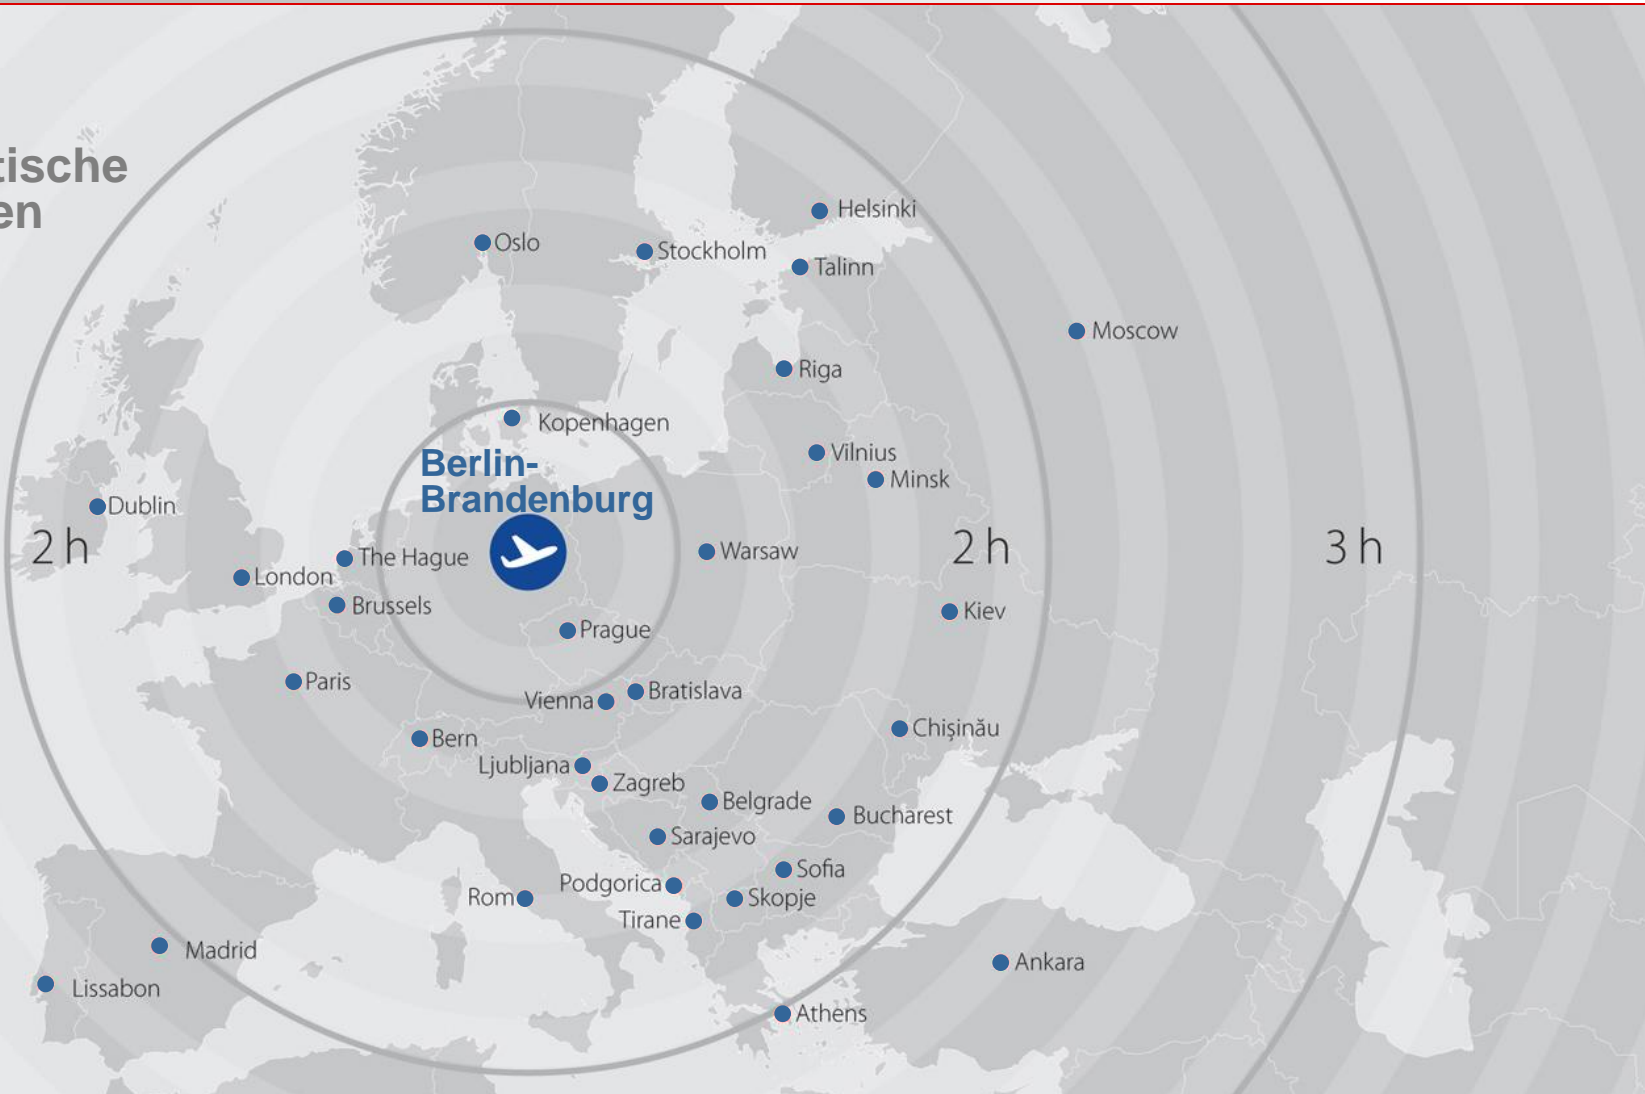 Helsinki
Oslo
Stockholm
Talinn
Moscow
Riga
Kopenhagen
Berlin-
Brandenburg
Vilnius
Minsk
Dublin
2 h
The Hague
Warsaw
2 h
3 h
London
Brussels
Kiev
Prague
Paris
Vienna
Bratislava
Bern
Chişinău
Ljubljana
Zagreb
Belgrade
Bucharest
Sarajevo
Sofia
Podgorica
Rom
Skopje
Tirane
Madrid
Ankara
Lissabon
Athens